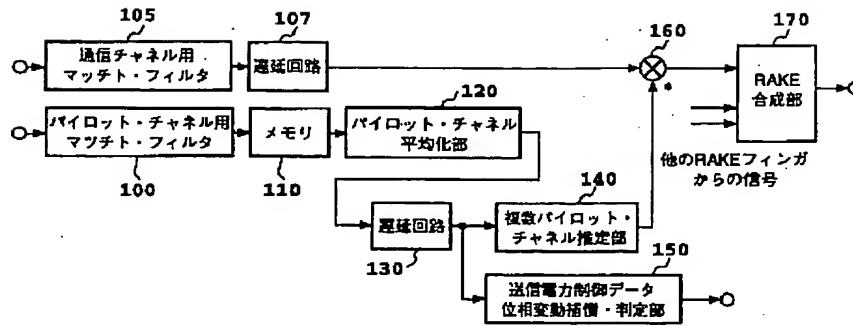 105
通信チャネル用
マッチト・フィルタ
107
遅延回路
160
*
170
RAKE
合成部
パイロット・チャネル用
マッチト・フィルタ
100
メモリ
110
120
パイロット・チャネル
平均化部
他のRAKEフィンガ
からの信号
遅延回路
130
140
複数パイロット・
チャネル推定部
150
送信電力制御データ
位相変動補償・判定部